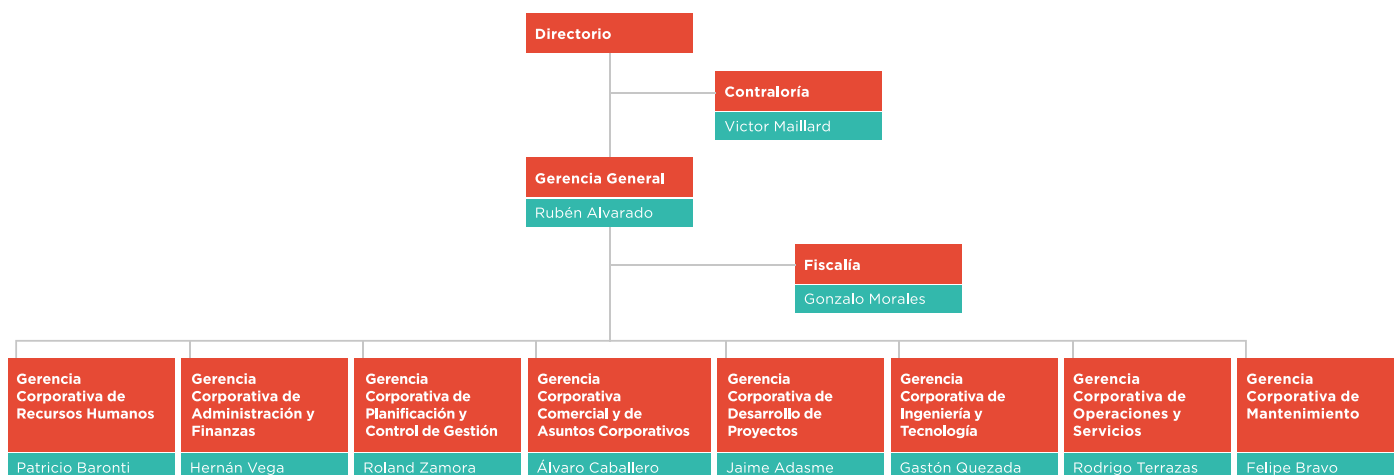 Directorio
Contraloría
Victor Maillard
Gerencia General
Rubén Alvarado
Fiscalía
Gonzalo Morales
Gerencia
Corporativa de
Recursos Humanos
Patricio Baronti
Gerencia
Corporativa de
Administración y
Finanzas
Hernán Vega
Gerencia
Corporativa de
Planificación y
Control de Gestión
Roland Zamora
Gerencia
Corporativa
Comercial y de
Asuntos Corporativos
Álvaro Caballero
Gerencia
Corporativa de
Desarrollo de
Proyectos
Jaime Adasme
Gerencia
Corporativa de
Ingeniería y
Tecnología
Gastón Quezada
Gerencia
Corporativa de
Operaciones y
Servicios
Rodrigo Terrazas
Gerencia
Corporativa de
Mantenimiento
Felipe Bravo